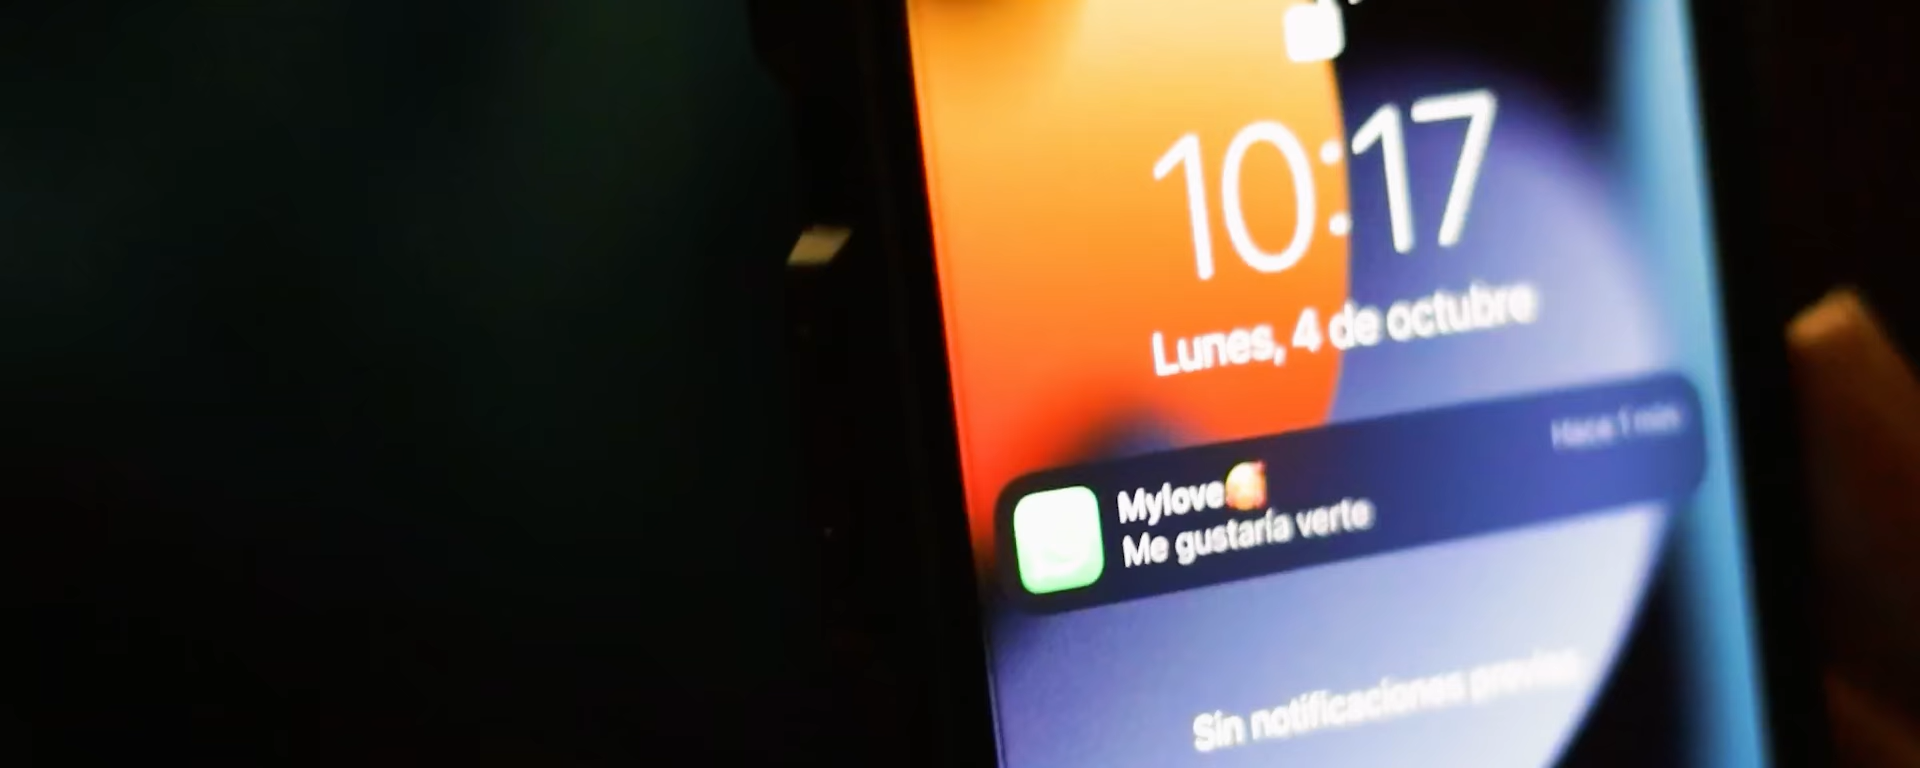 10:17
Lunes, 4 de octubre
Hace 1 min
Mylove🥰
Me gustaría verte
Sin notificaciones previas